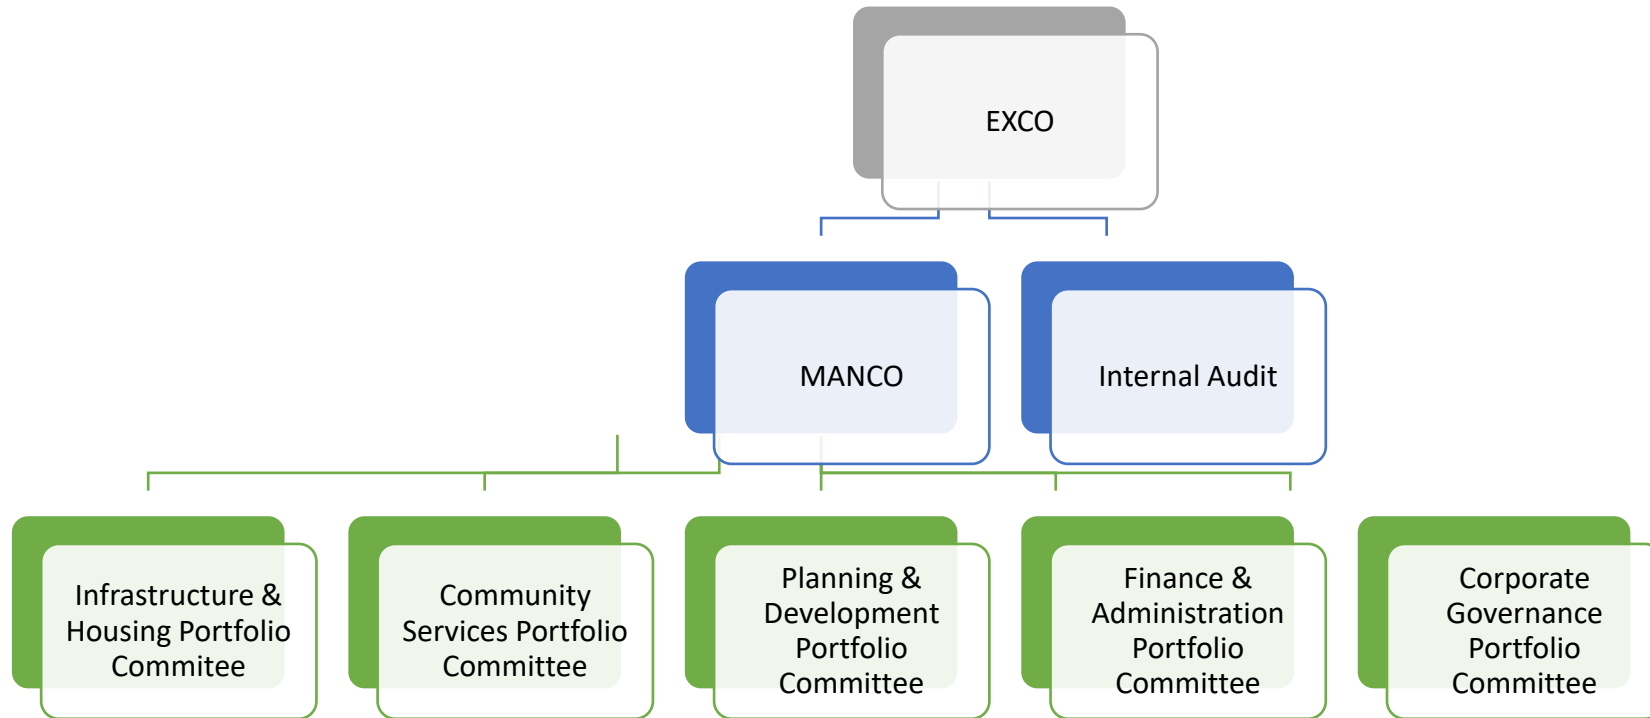 EXCO
MANCO
Internal Audit
Infrastructure &
Housing Portfolio
Commitee
Community
Services Portfolio
Committee
Planning &
Development
Portfolio
Committee
Finance &
Administration
Portfolio
Committee
Corporate
Governance
Portfolio
Committee